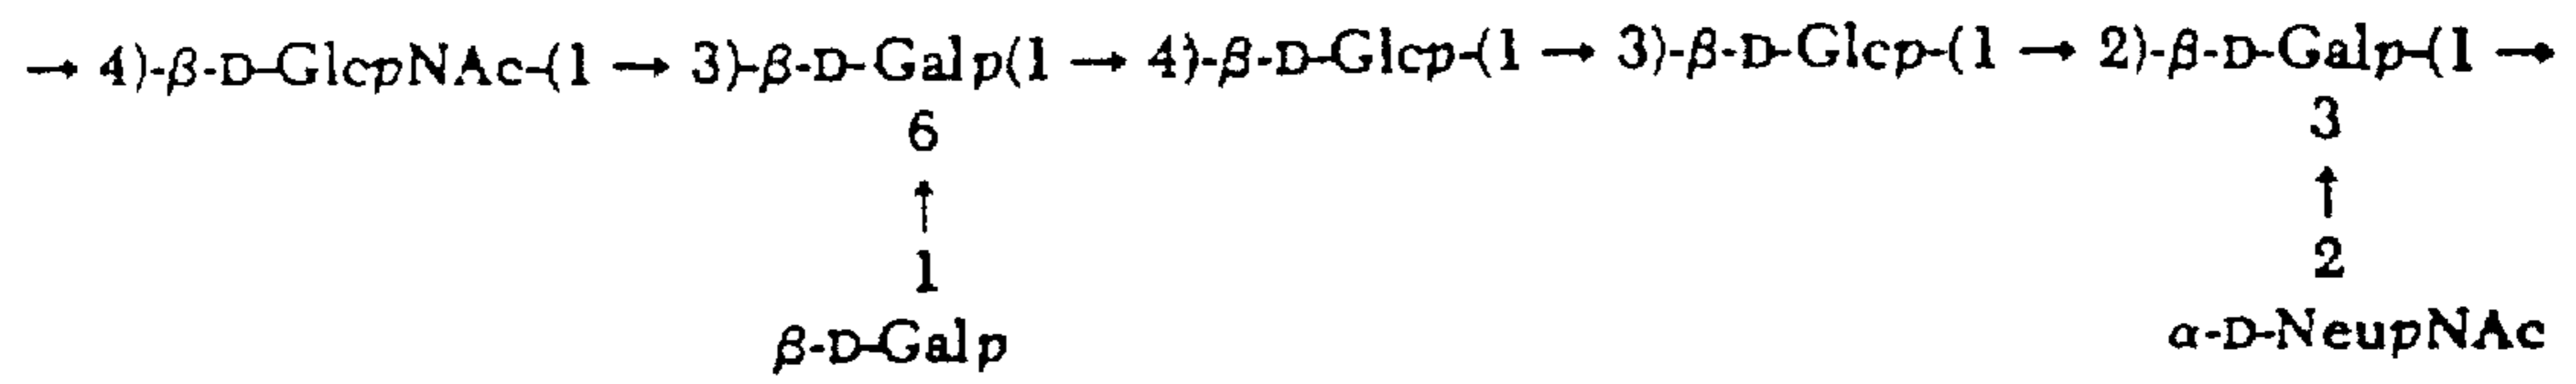 → 4)-β-D-GlcpNAc-(1 → 3)-β-D-Galp(1 → 4)-β-D-Glcp-(1 → 3)-β-D-Glcp-(1 → 2)-β-D-Galp-(1 →
6 3
↑ ↑
1 2
β-D-Galp α-D-NeupNAc